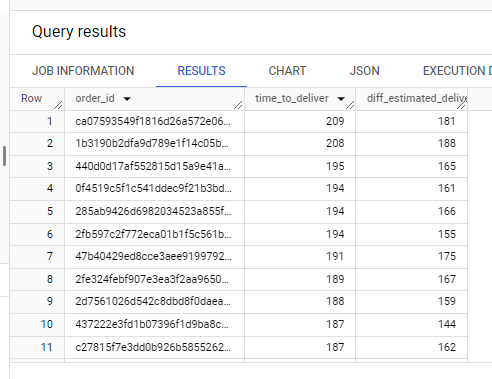 Query results
JOB INFORMATION RESULTS CHART JSON EXECUTION D
Row order_id time_to_deliver diff_estimated_delive
1 ca07593549f1816d26a572e06... 209 181
2 1b3190b2dfa9d789e1f14c05b... 208 188
3 440d0d17af552815d15a9e41a... 195 165
4 0f4519c5f1c541ddec9f21b3bd... 194 161
5 285ab9426d6982034523a855f... 194 166
6 2fb597c2f772eca01b1f5c561b... 194 155
7 47b40429ed8cce3aee9199792... 191 175
8 2fe324febf907e3ea3f2aa9650... 189 167
9 2d7561026d542c8dbd8f0daea... 188 159
10 437222e3fd1b07396f1d9ba8c... 187 144
11 c27815f7e3dd0b926b5855262... 187 162